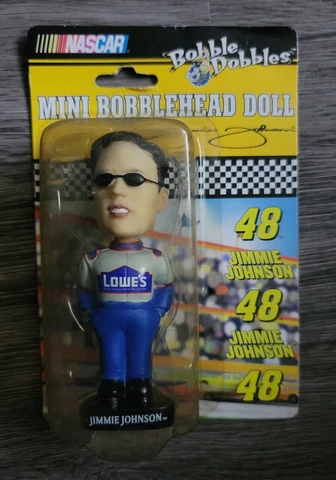 NASCAR
Bobble
Dobbles
MINI BOBBLEHEAD DOLL
48
JIMMIE
JOHNSON
48
JIMMIE
JOHNSON
48
LOWE'S
JIMMIE JOHNSON